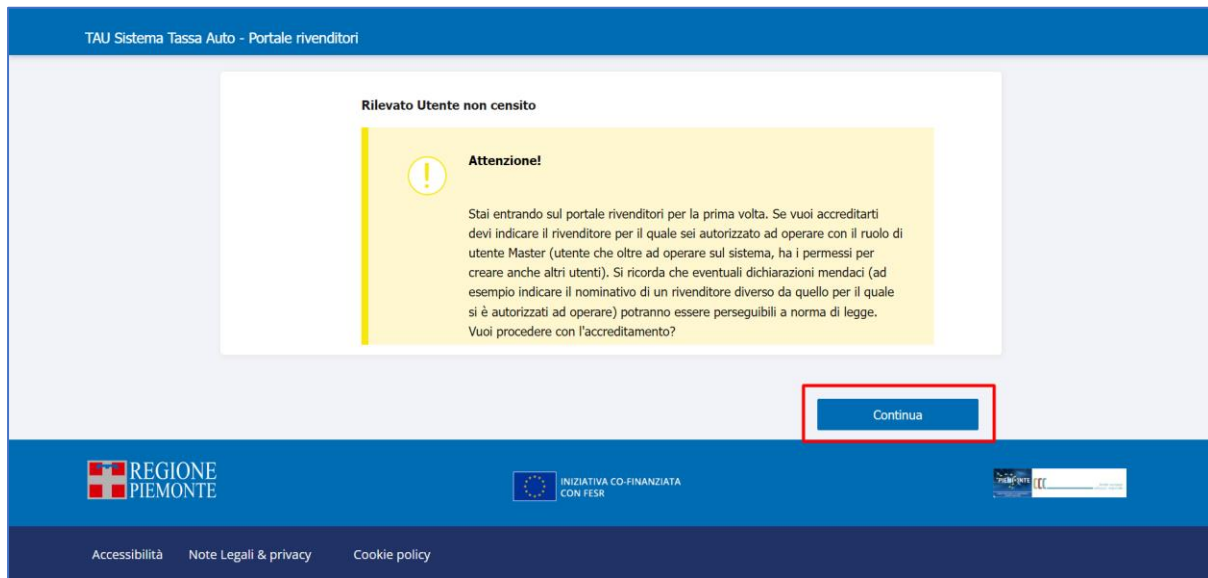 TAU Sistema Tassa Auto - Portale rivenditori
Rilevato Utente non censito
Attenzione!
Stai entrando sul portale rivenditori per la prima volta. Se vuoi accreditarti
devi indicare il rivenditore per il quale sei autorizzato ad operare con il ruolo di
utente Master (utente che oltre ad operare sul sistema, ha i permessi per
creare anche altri utenti). Si ricorda che eventuali dichiarazioni mendaci (ad
esempio indicare il nominativo di un rivenditore diverso da quello per il quale
si è autorizzati ad operare) potranno essere perseguibili a norma di legge.
Vuoi procedere con l'accreditamento?
Continua
REGIONE
PIEMONTE
INIZIATIVA CO-FINANZIATA
CON FESR
Accessibilità Note Legali & privacy Cookie policy